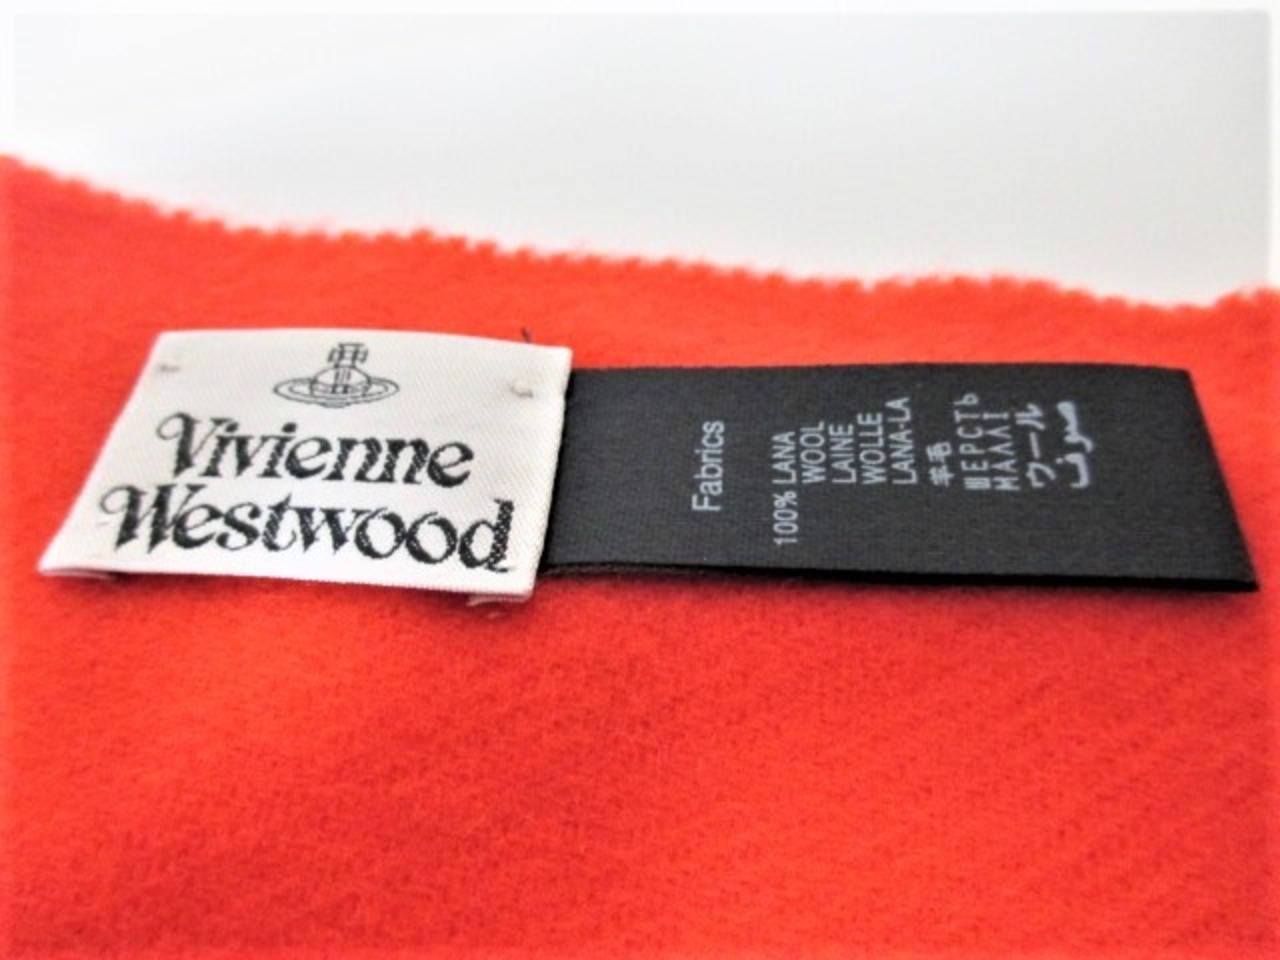 Vivienne
Westwood
Fabrics
100% LANA
WOOL
LAINE
WOLLE
LANA-LA
羊毛
ШЕРСТЬ
ΜΑΛΛΙ
ウール
صوف